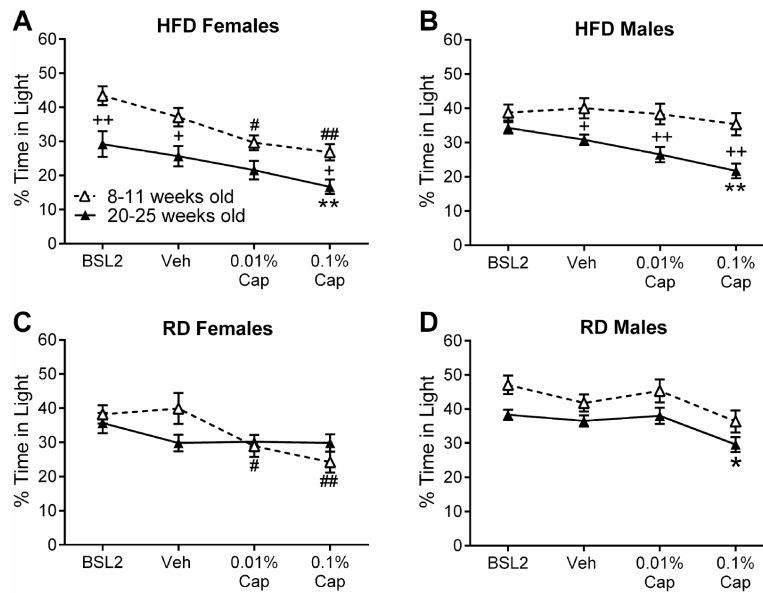 A
HFD Females
% Time in Light
60
50
40
30
20
10
0
++
+
#
##
+
**
8-11 weeks old
20-25 weeks old
BSL2 Veh 0.01% 0.1%
Cap Cap
B
HFD Males
% Time in Light
60
50
40
30
20
10
0
+
++
++
**
BSL2 Veh 0.01% 0.1%
Cap Cap
C
RD Females
% Time in Light
60
50
40
30
20
10
0
#
##
BSL2 Veh 0.01% 0.1%
Cap Cap
D
RD Males
% Time in Light
60
50
40
30
20
10
0
*
BSL2 Veh 0.01% 0.1%
Cap Cap